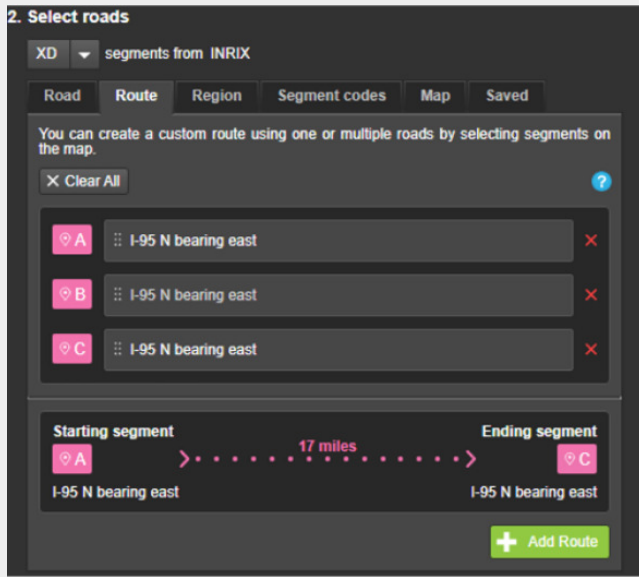 2. Select roads
XD segments from INRIX
Road Route Region Segment codes Map Saved
You can create a custom route using one or multiple roads by selecting segments on
the map.
× Clear All ?
A I-95 N bearing east ×
B I-95 N bearing east ×
C I-95 N bearing east ×
Starting segment Ending segment
A 17 miles C
I-95 N bearing east I-95 N bearing east
+ Add Route